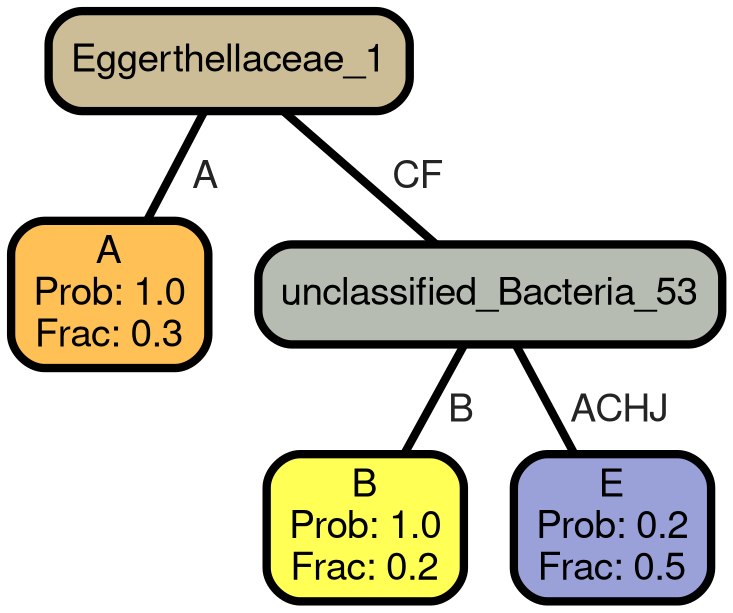 Eggerthellaceae_1
A
CF
A
Prob: 1.0
Frac: 0.3
unclassified_Bacteria_53
B
ACHJ
B
Prob: 1.0
Frac: 0.2
E
Prob: 0.2
Frac: 0.5